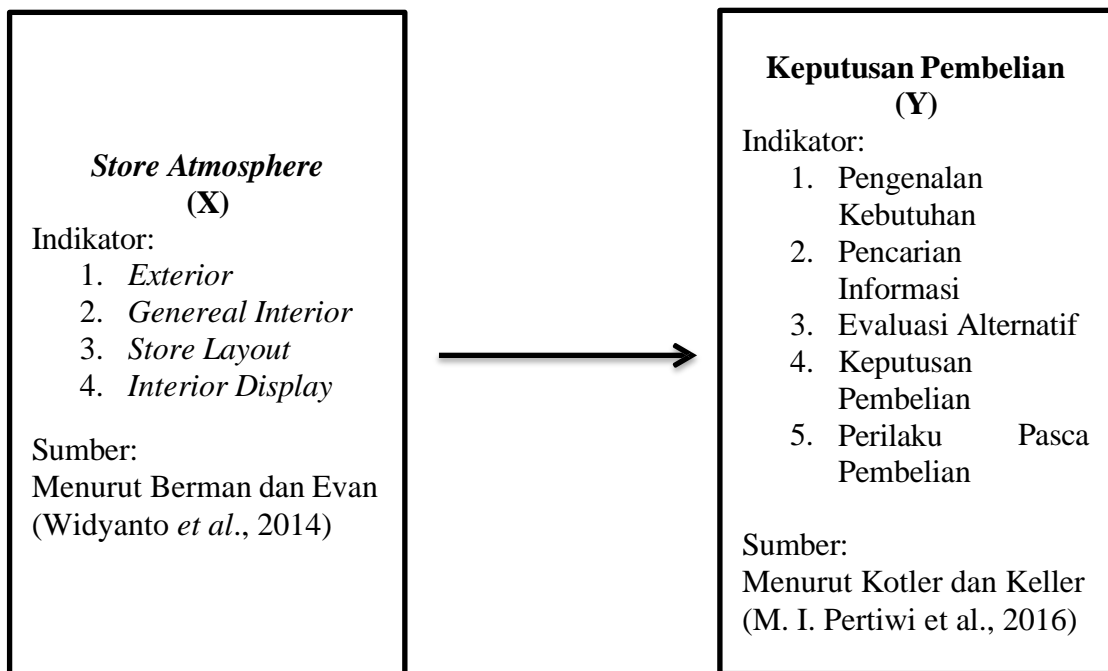 Store Atmosphere
(X)
Indikator:
1. Exterior
2. Genereal Interior
3. Store Layout
4. Interior Display
Sumber:
Menurut Berman dan Evan
(Widyanto et al., 2014)
Keputusan Pembelian
(Y)
Indikator:
1. Pengenalan
Kebutuhan
2. Pencarian
Informasi
3. Evaluasi Alternatif
4. Keputusan
Pembelian
5. Perilaku Pasca
Pembelian
Sumber:
Menurut Kotler dan Keller
(M. I. Pertiwi et al., 2016)